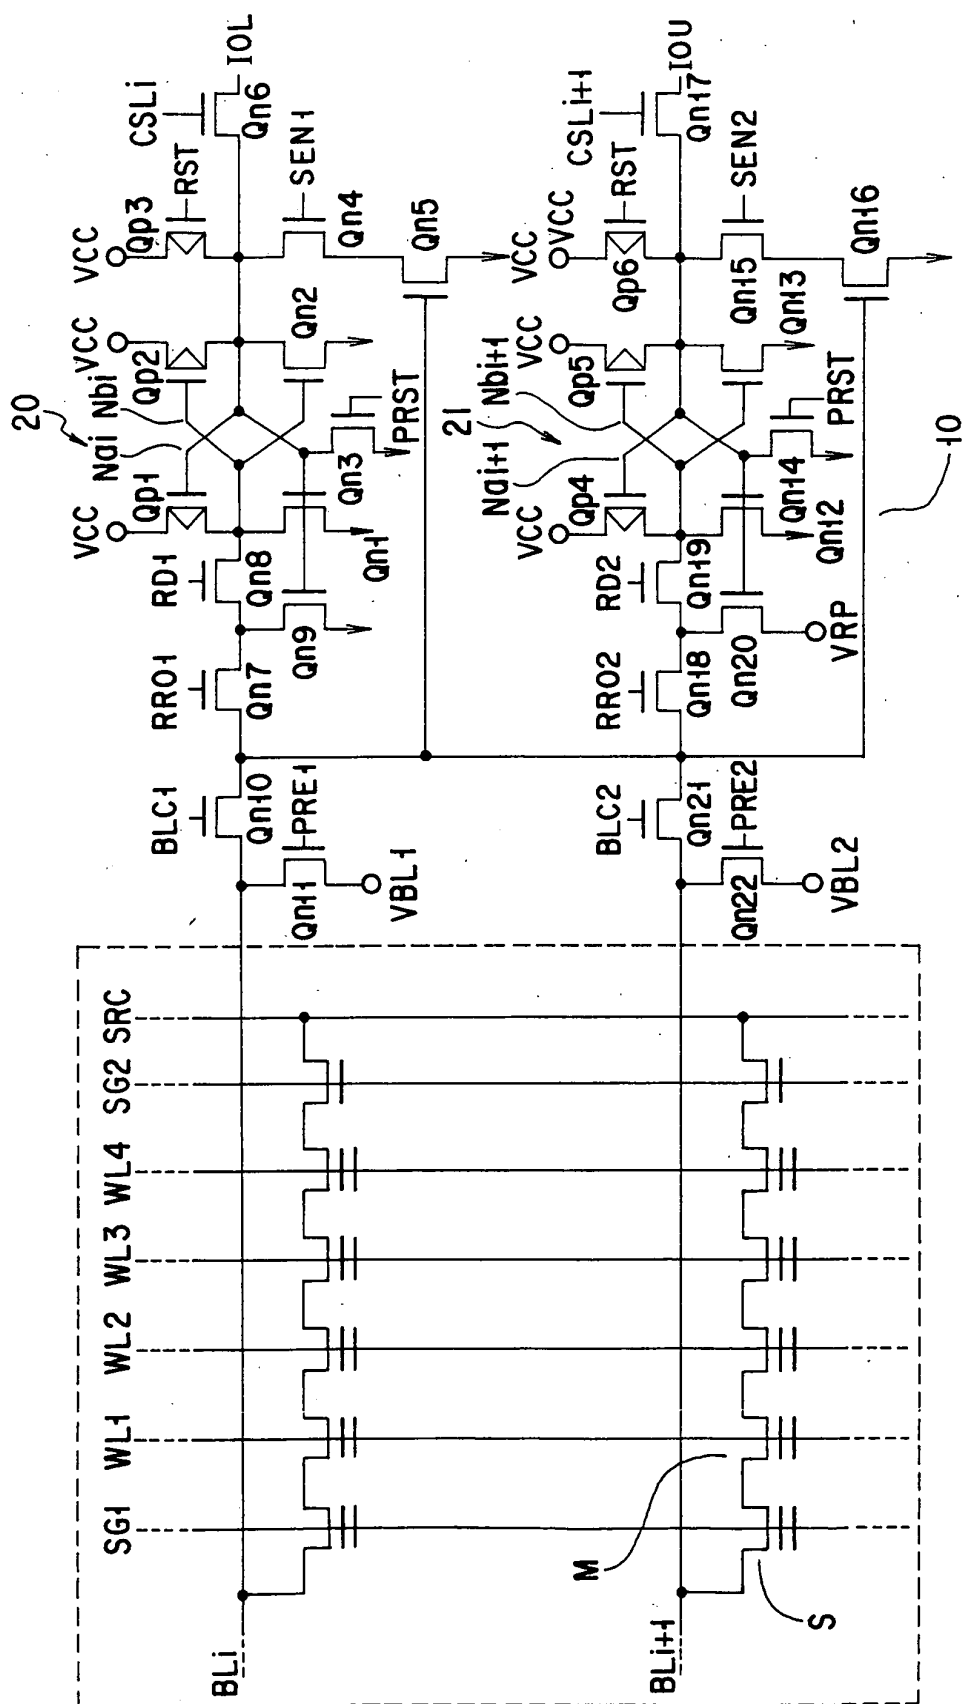 BLi
SG1
WL1
WL2
WL3
WL4
SG2
SRC
BLC1
Qn10
Qn11
PRE1
VBL1
RRO1
Qn7
RD1
Qn8
Qn9
VCC
Qp1
Qn1
Nai
Nbi
20
Qn3
PRST
VCC
Qp2
Qn2
VCC
Qp3
RST
SEN1
Qn4
Qn5
CSLi
Qn6
IOL
BLi+1
M
S
BLC2
Qn21
Qn22
PRE2
VBL2
RRO2
Qn18
RD2
Qn19
Qn20
VRP
VCC
Qp4
Qn12
Nai+1
Nbi+1
21
Qn14
PRST
VCC
Qp5
Qn13
VCC
VCC
Qp6
RST
SEN2
Qn15
Qn16
CSLi+1
Qn17
IOU
10